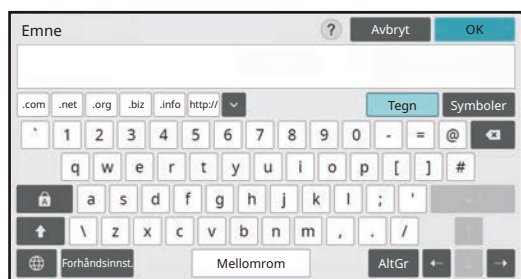 Emne ? Avbryt OK
.com .net .org .biz .info http:// Tegn Symboler
` 1 2 3 4 5 6 7 8 9 0 - = @
q w e r t y u i o p [ ] #
A a s d f g h j k l ; '
\ z x c v b n m , . /
Forhåndsinnst. Mellomrom AltGr ← →